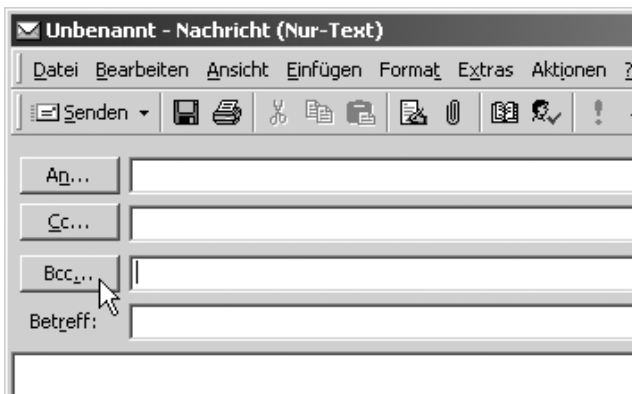 Unbenannt - Nachricht (Nur-Text)
Datei Bearbeiten Ansicht Einfügen Format Extras Aktionen ?
Senden
An...
Cc...
Bcc...
Betreff: